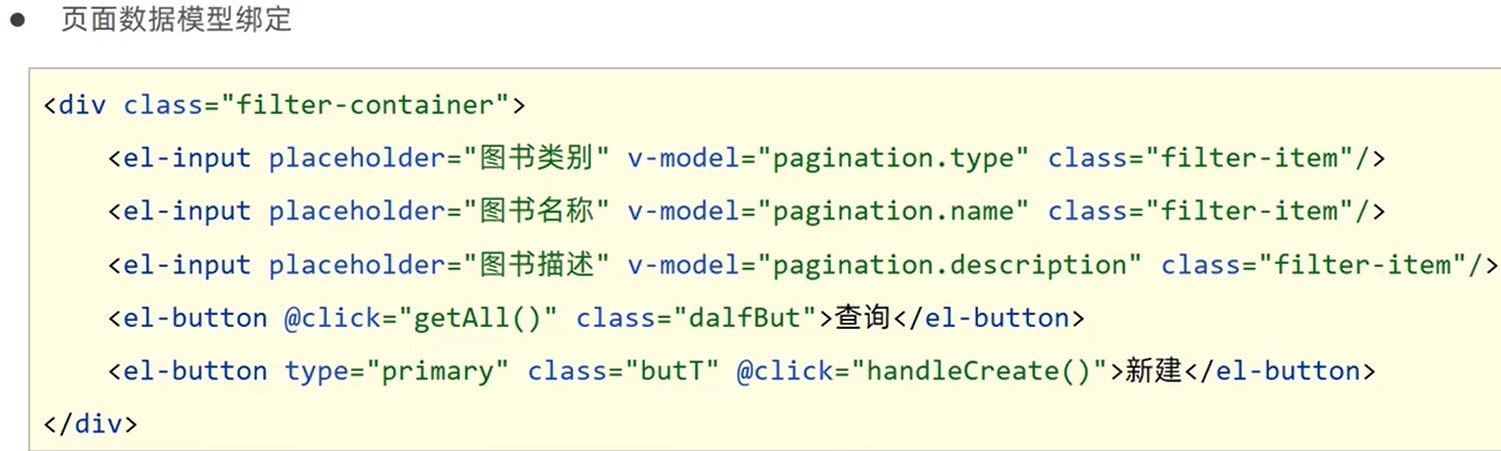 ● 页面数据模型绑定
<div class="filter-container">
    <el-input placeholder="图书类别" v-model="pagination.type" class="filter-item"/>
    <el-input placeholder="图书名称" v-model="pagination.name" class="filter-item"/>
    <el-input placeholder="图书描述" v-model="pagination.description" class="filter-item"/>
    <el-button @click="getAll()" class="dalfBut">查询</el-button>
    <el-button type="primary" class="butT" @click="handleCreate()">新建</el-button>
</div>